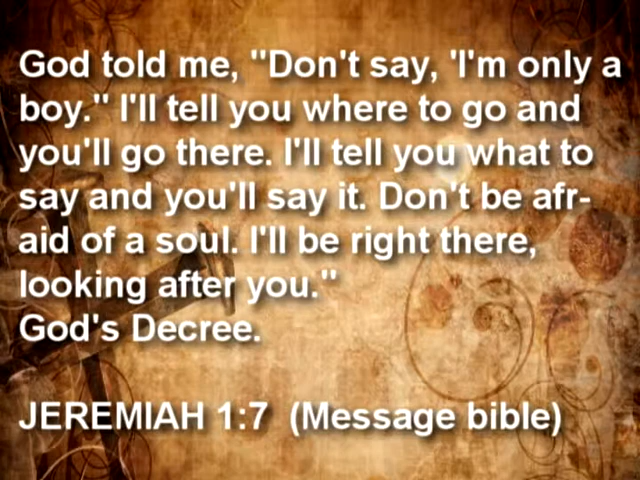 God told me, "Don't say, 'I'm only a
boy." I'll tell you where to go and
you'll go there. I'll tell you what to
say and you'll say it. Don't be afr-
aid of a soul. I'll be right there,
looking after you."
God's Decree.
JEREMIAH 1:7 (Message bible)